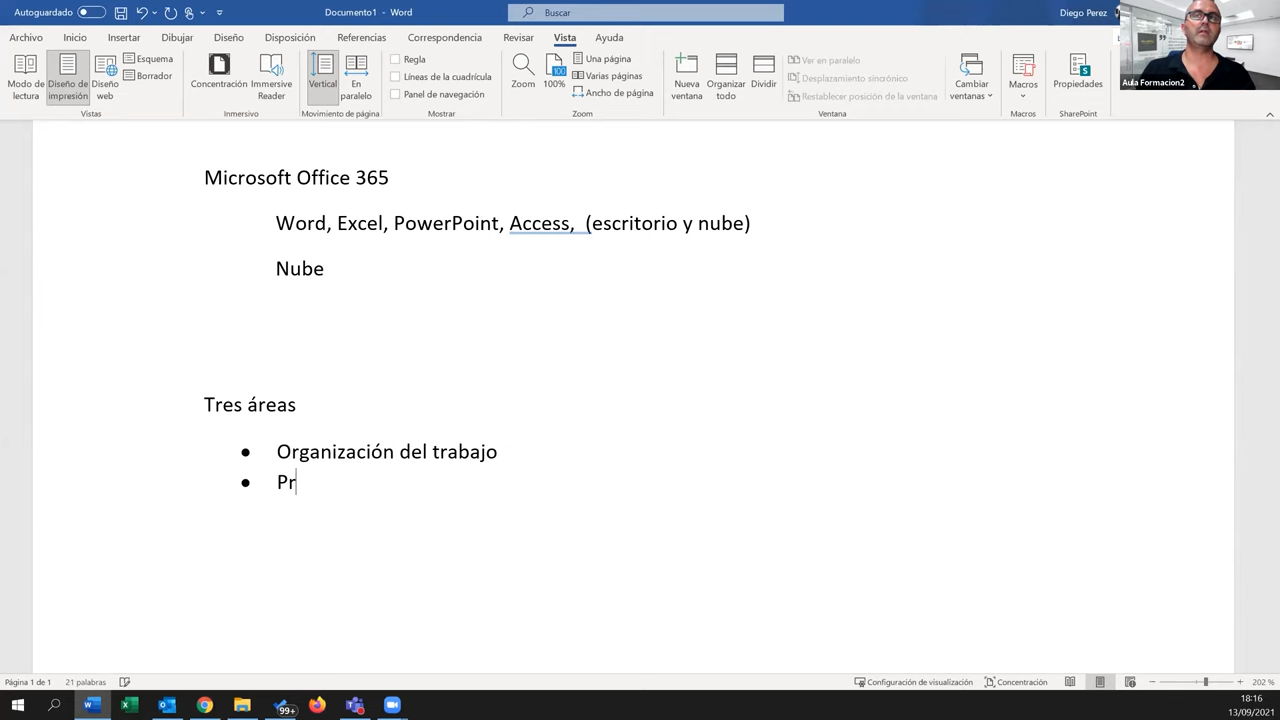 Autoguardado
Documento1 - Word
Buscar
Diego Perez
Archivo Inicio Insertar Dibujar Diseño Disposición Referencias Correspondencia Revisar Vista Ayuda
Modo de lectura
Diseño de impresión
Diseño web
Esquema
Borrador
Vistas
Concentración
Immersive Reader
Inmersivo
Vertical
En paralelo
Movimiento de página
Regla
Líneas de la cuadrícula
Panel de navegación
Mostrar
Zoom
100
100%
Una página
Varias páginas
Ancho de página
Zoom
Nueva ventana
Organizar todo
Dividir
Ver en paralelo
Desplazamiento sincrónico
Restablecer posición de la ventana
Cambiar ventanas
Ventana
Macros
Macros
Propiedades
SharePoint
Aula Formacion2
Microsoft Office 365
Word, Excel, PowerPoint, Access, (escritorio y nube)
Nube
Tres áreas
• Organización del trabajo
• Pr
Página 1 de 1 21 palabras
Configuración de visualización Concentración 202 %
99+
18:16
13/09/2021